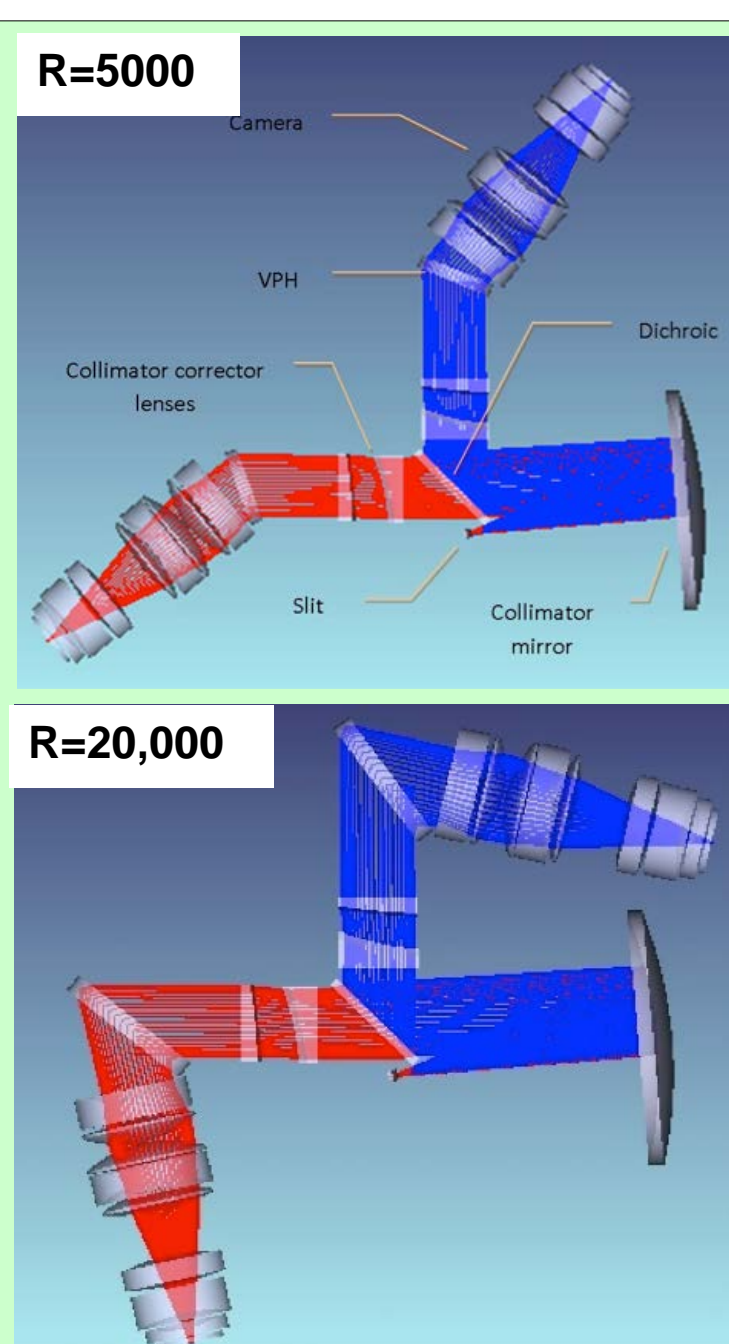 R=5000
Camera
VPH
Dichroic
Collimator corrector
lenses
Slit
Collimator
mirror
R=20,000